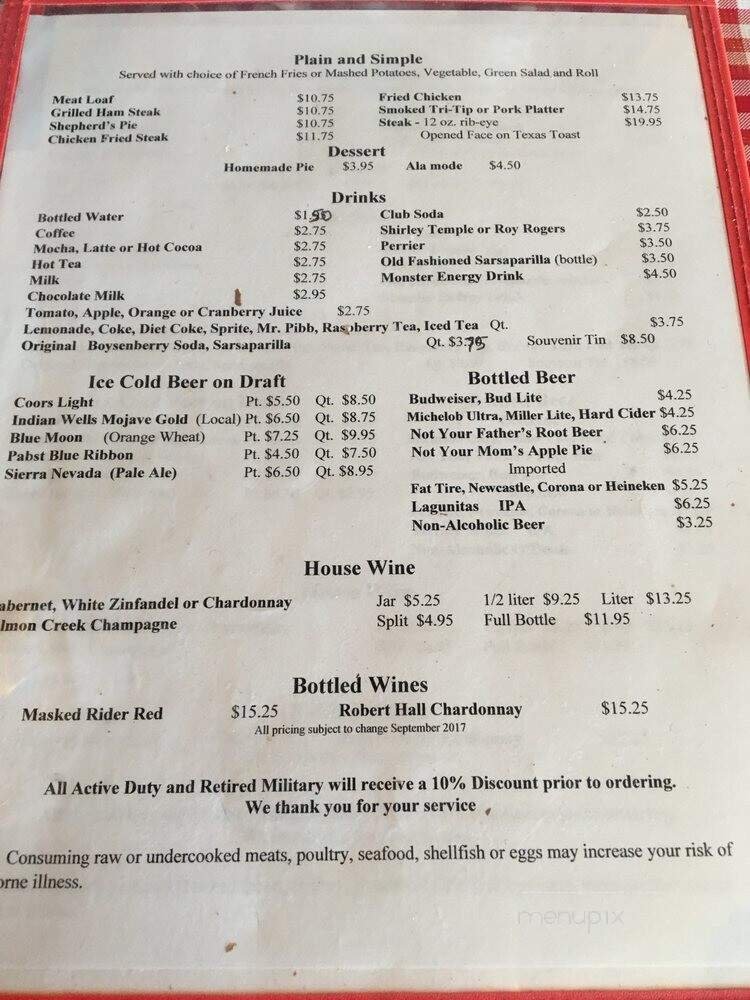 Plain and Simple
Served with choice of French Fries or Mashed Potatoes, Vegetable, Green Salad and Roll
Meat Loaf $10.75 Fried Chicken $13.75
Grilled Ham Steak $10.75 Smoked Tri-Tip or Pork Platter $14.75
Shepherd's Pie $10.75 Steak - 12 oz. rib-eye $19.95
Chicken Fried Steak $11.75 Opened Face on Texas Toast
Dessert
Homemade Pie $3.95 Ala mode $4.50
Drinks
Bottled Water $1.50 Club Soda $2.50
Coffee $2.75 Shirley Temple or Roy Rogers $3.75
Mocha, Latte or Hot Cocoa $2.75 Perrier $3.50
Hot Tea $2.75 Old Fashioned Sarsaparilla (bottle) $3.50
Milk $2.75 Monster Energy Drink $4.50
Chocolate Milk $2.95
Tomato, Apple, Orange or Cranberry Juice $2.75
Lemonade, Coke, Diet Coke, Sprite, Mr. Pibb, Raspberry Tea, Iced Tea Qt. $3.75
Original Boysenberry Soda, Sarsaparilla Qt. $3.75 Souvenir Tin $8.50
Ice Cold Beer on Draft
Coors Light Pt. $5.50 Qt. $8.50
Indian Wells Mojave Gold (Local) Pt. $6.50 Qt. $8.75
Blue Moon (Orange Wheat) Pt. $7.25 Qt. $9.95
Pabst Blue Ribbon Pt. $4.50 Qt. $7.50
Sierra Nevada (Pale Ale) Pt. $6.50 Qt. $8.95
Bottled Beer
Budweiser, Bud Lite $4.25
Michelob Ultra, Miller Lite, Hard Cider $4.25
Not Your Father's Root Beer $6.25
Not Your Mom's Apple Pie $6.25
Imported
Fat Tire, Newcastle, Corona or Heineken $5.25
Lagunitas IPA $6.25
Non-Alcoholic Beer $3.25
House Wine
abernet, White Zinfandel or Chardonnay Jar $5.25 1/2 liter $9.25 Liter $13.25
lmon Creek Champagne Split $4.95 Full Bottle $11.95
Bottled Wines
Masked Rider Red $15.25 Robert Hall Chardonnay $15.25
All pricing subject to change September 2017
All Active Duty and Retired Military will receive a 10% Discount prior to ordering.
We thank you for your service
Consuming raw or undercooked meats, poultry, seafood, shellfish or eggs may increase your risk of
orne illness.
menupix